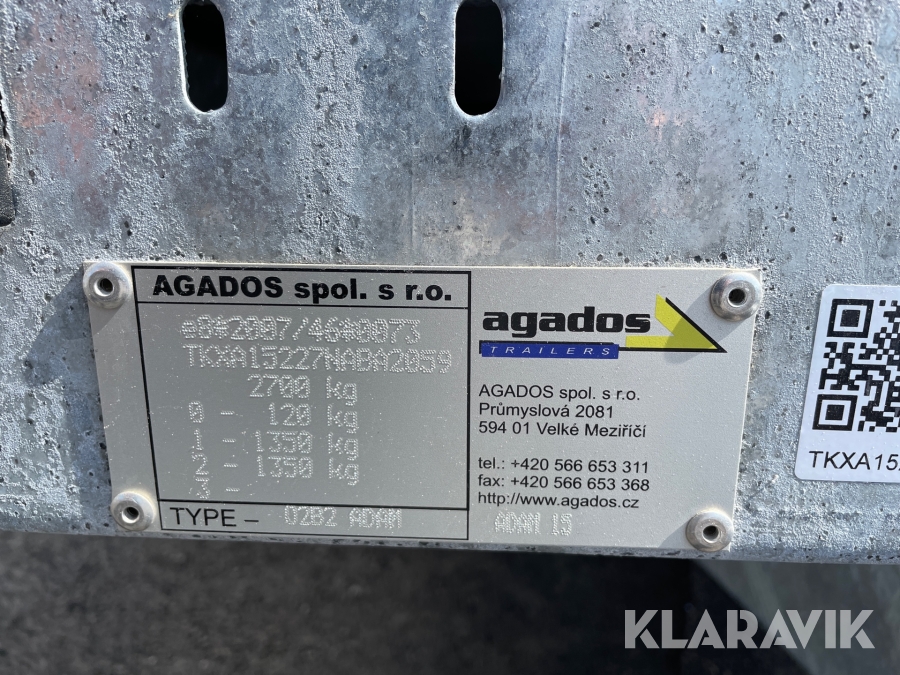 AGADOS spol. s r.o.
e8*2007/46*0073
TKXA15227NABA2059
2700 kg
0 - 120 kg
1 - 1350 kg
2 - 1350 kg
3 -
TYPE - O2B2 ADAM
ADAM 15
agados
TRAILERS
AGADOS spol. s r.o.
Průmyslová 2081
594 01 Velké Meziříčí
tel.: +420 566 653 311
fax: +420 566 653 368
http://www.agados.cz
TKXA15
KLARAVIK